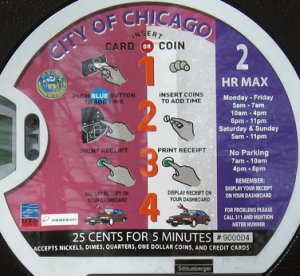 CITY OF CHICAGO
INSERT
CARD OR COIN
1
PUSH BLUE BUTTON
TO ADD TIME
INSERT COINS
TO ADD TIME
2
PRINT RECEIPT
PRINT RECEIPT
3
DISPLAY RECEIPT ON
YOUR DASHBOARD
DISPLAY RECEIPT ON
YOUR DASHBOARD
4
2
HR MAX
Monday - Friday
5am - 7am
10am - 4pm
6pm - 11pm
Saturday & Sunday
5am - 11pm
No Parking
7am - 10am
4pm - 6pm
REMEMBER:
DISPLAY YOUR RECEIPT
ON YOUR DASHBOARD
FOR PROBLEMS PLEASE
CALL 311 AND MENTION
METER NUMBER
PARKEON
25 CENTS FOR 5 MINUTES # 900004
ACCEPTS NICKELS, DIMES, QUARTERS, ONE DOLLAR COINS, AND CREDIT CARDS
Schlumberger